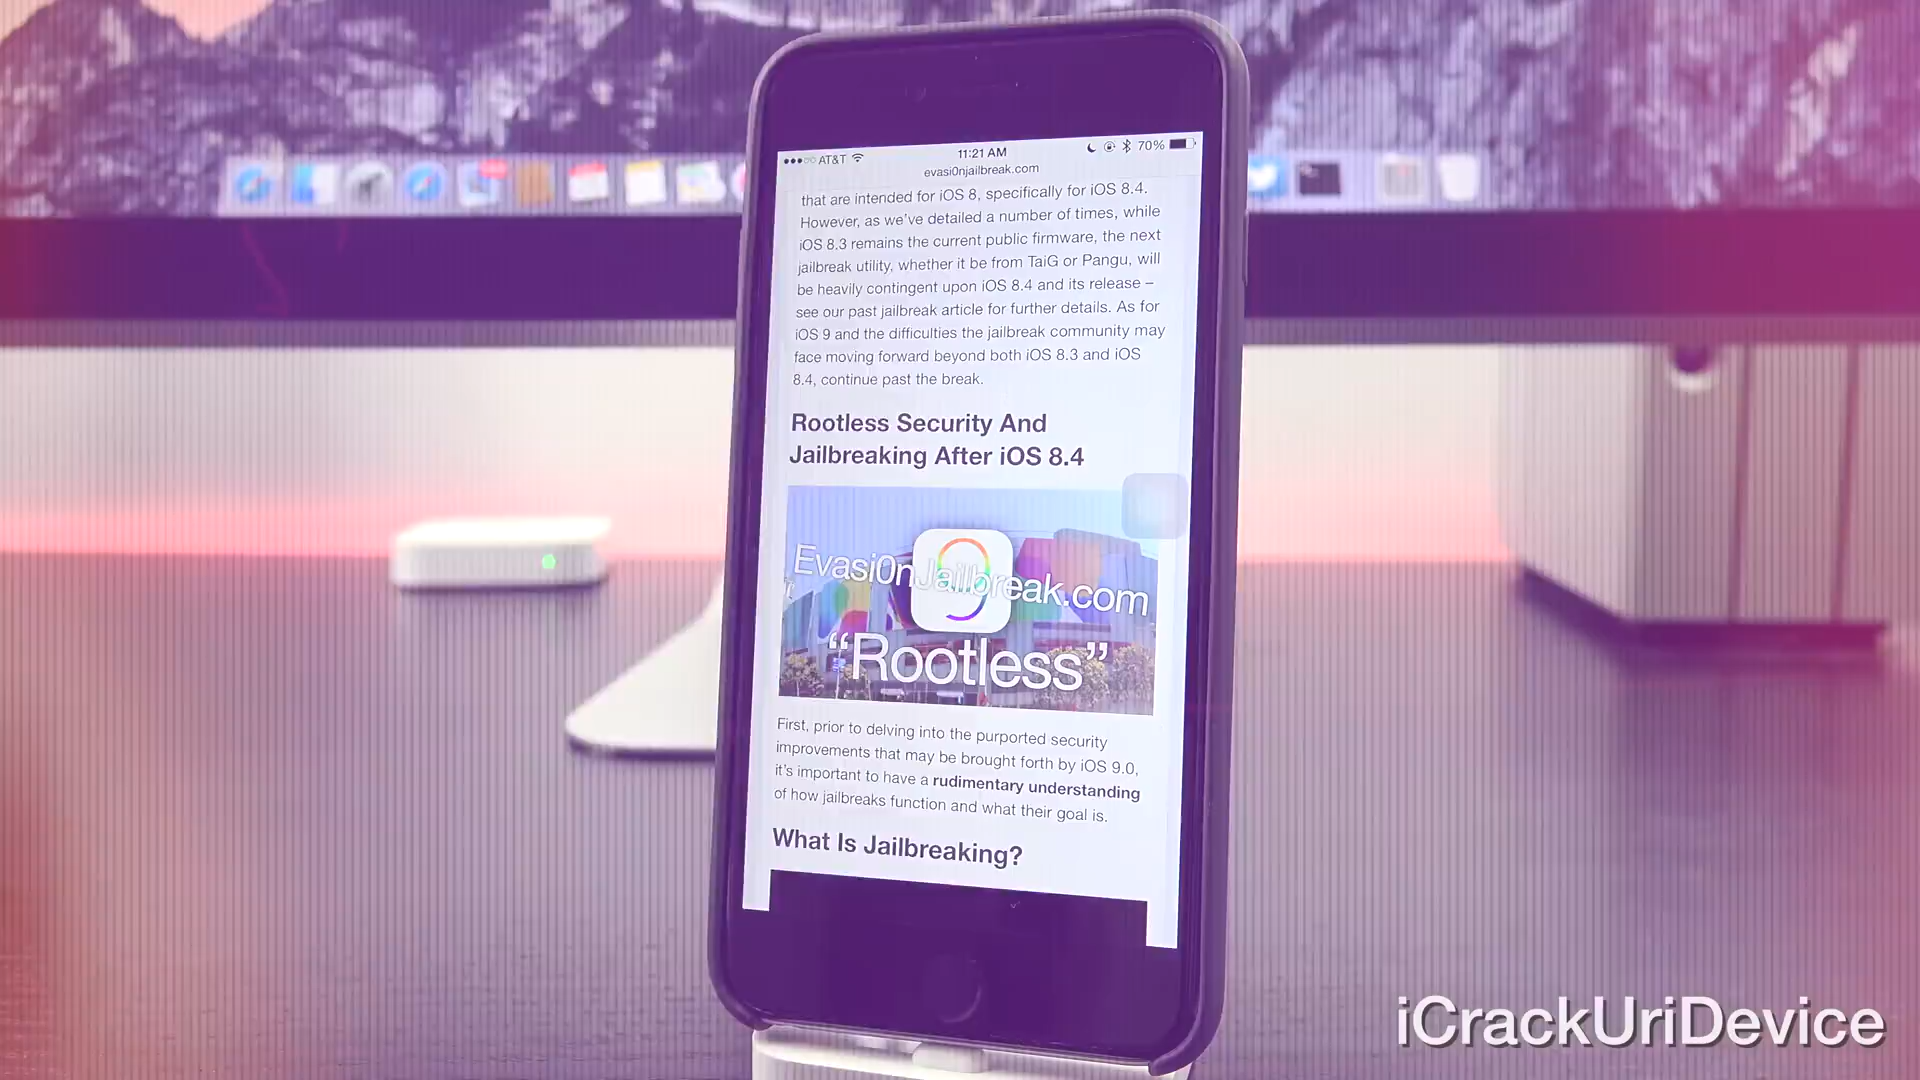 AT&T 11:21 AM 70%
evasi0njailbreak.com
that are intended for iOS 8, specifically for iOS 8.4.
However, as we've detailed a number of times, while
iOS 8.3 remains the current public firmware, the next
jailbreak utility, whether it be from TaiG or Pangu, will
be heavily contingent upon iOS 8.4 and its release –
see our past jailbreak article for further details. As for
iOS 9 and the difficulties the jailbreak community may
face moving forward beyond both iOS 8.3 and iOS
8.4, continue past the break.
Rootless Security And
Jailbreaking After iOS 8.4
9
Evasi0nJailbreak.com
“Rootless”
First, prior to delving into the purported security
improvements that may be brought forth by iOS 9.0,
it's important to have a rudimentary understanding
of how jailbreaks function and what their goal is.
What Is Jailbreaking?
iCrackUriDevice